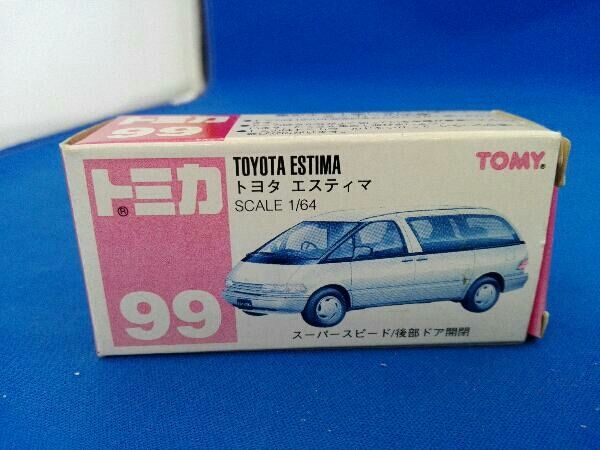 99
トミカ
®
TOYOTA ESTIMA
トヨタ エスティマ
SCALE 1/64
TOMY®
99
スーパースピード/後部ドア開閉